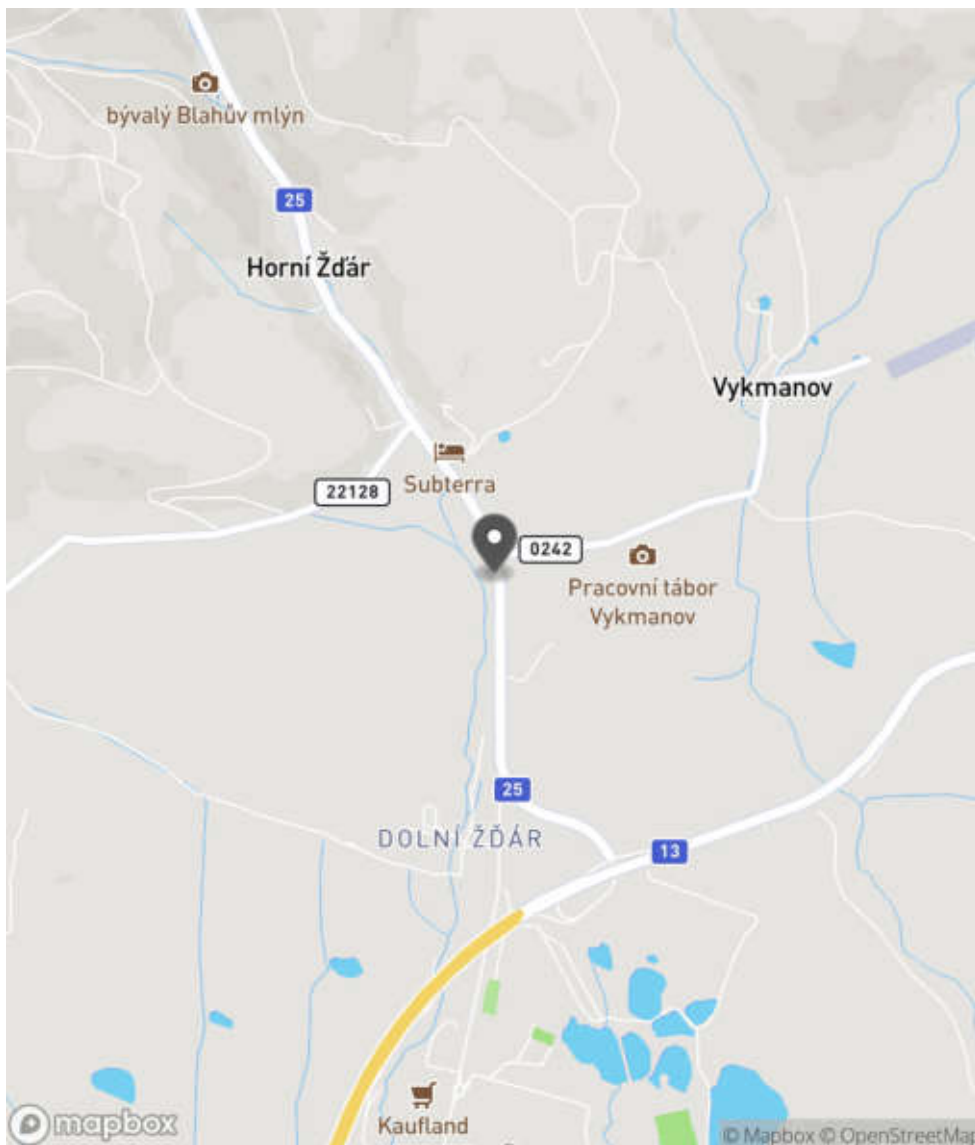 bývalý Blahův mlýn
25
Horní Žďár
Vykmanov
Subterra
22128
0242
Pracovní tábor
Vykmanov
25
DOLNÍ ŽĎÁR
13
Kaufland
mapbox
© Mapbox © OpenStreetMap